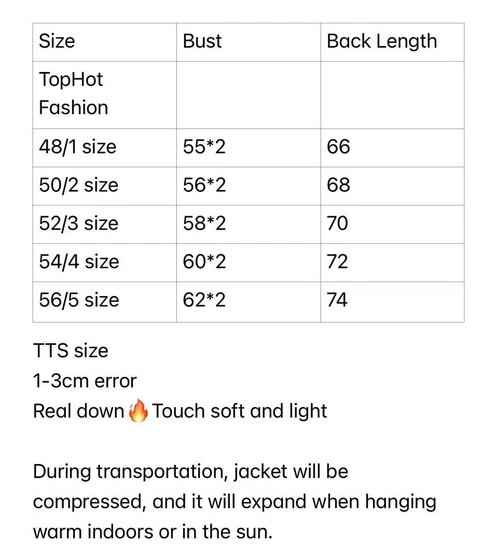 Size Bust Back Length
TopHot
Fashion
48/1 size 55*2 66
50/2 size 56*2 68
52/3 size 58*2 70
54/4 size 60*2 72
56/5 size 62*2 74
TTS size
1-3cm error
Real down🔥Touch soft and light
During transportation, jacket will be
compressed, and it will expand when hanging
warm indoors or in the sun.